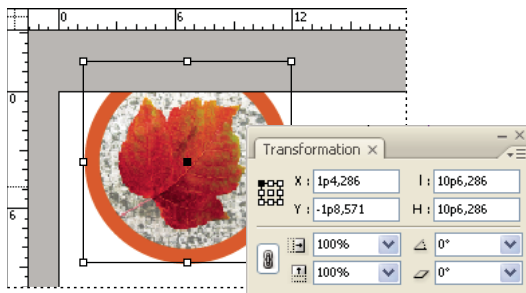 0 6 12
0
6
Transformation ×
X : 1p4,286 I : 10p6,286
Y : -1p8,571 H : 10p6,286
100% 0°
100% 0°